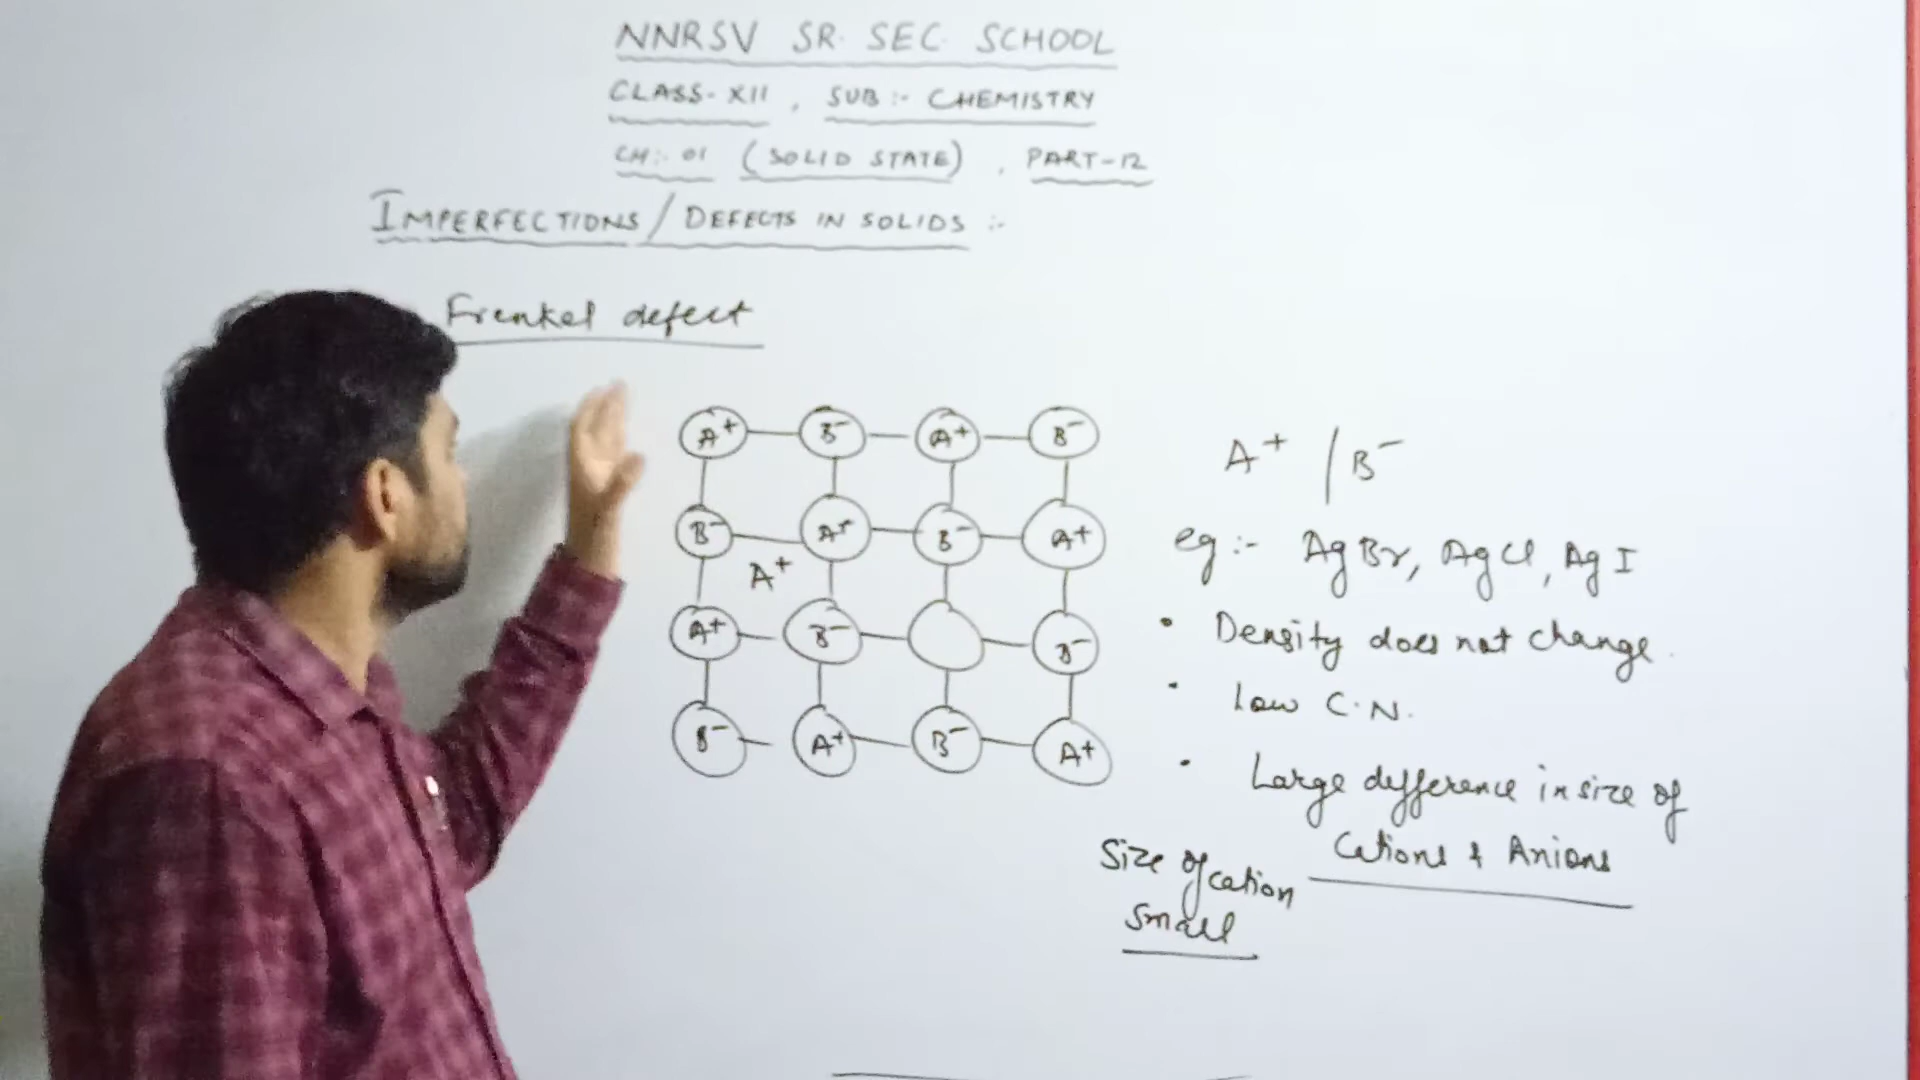 NNRSV SR. SEC. SCHOOL
CLASS-XII, SUB:- CHEMISTRY
CH:- 01 (SOLID STATE), PART-12
IMPERFECTIONS/DEFECTS IN SOLIDS :-
Frenkel defect
A+ B- A+ B-
B- A+ B- A+
A+
A+ B- B-
B- A+ B- A+
A+ / B-
eg:- AgBr, AgCl, AgI
• Density does not change.
• Low C.N.
• Large difference in size of
Cations & Anions
Size of cation
small